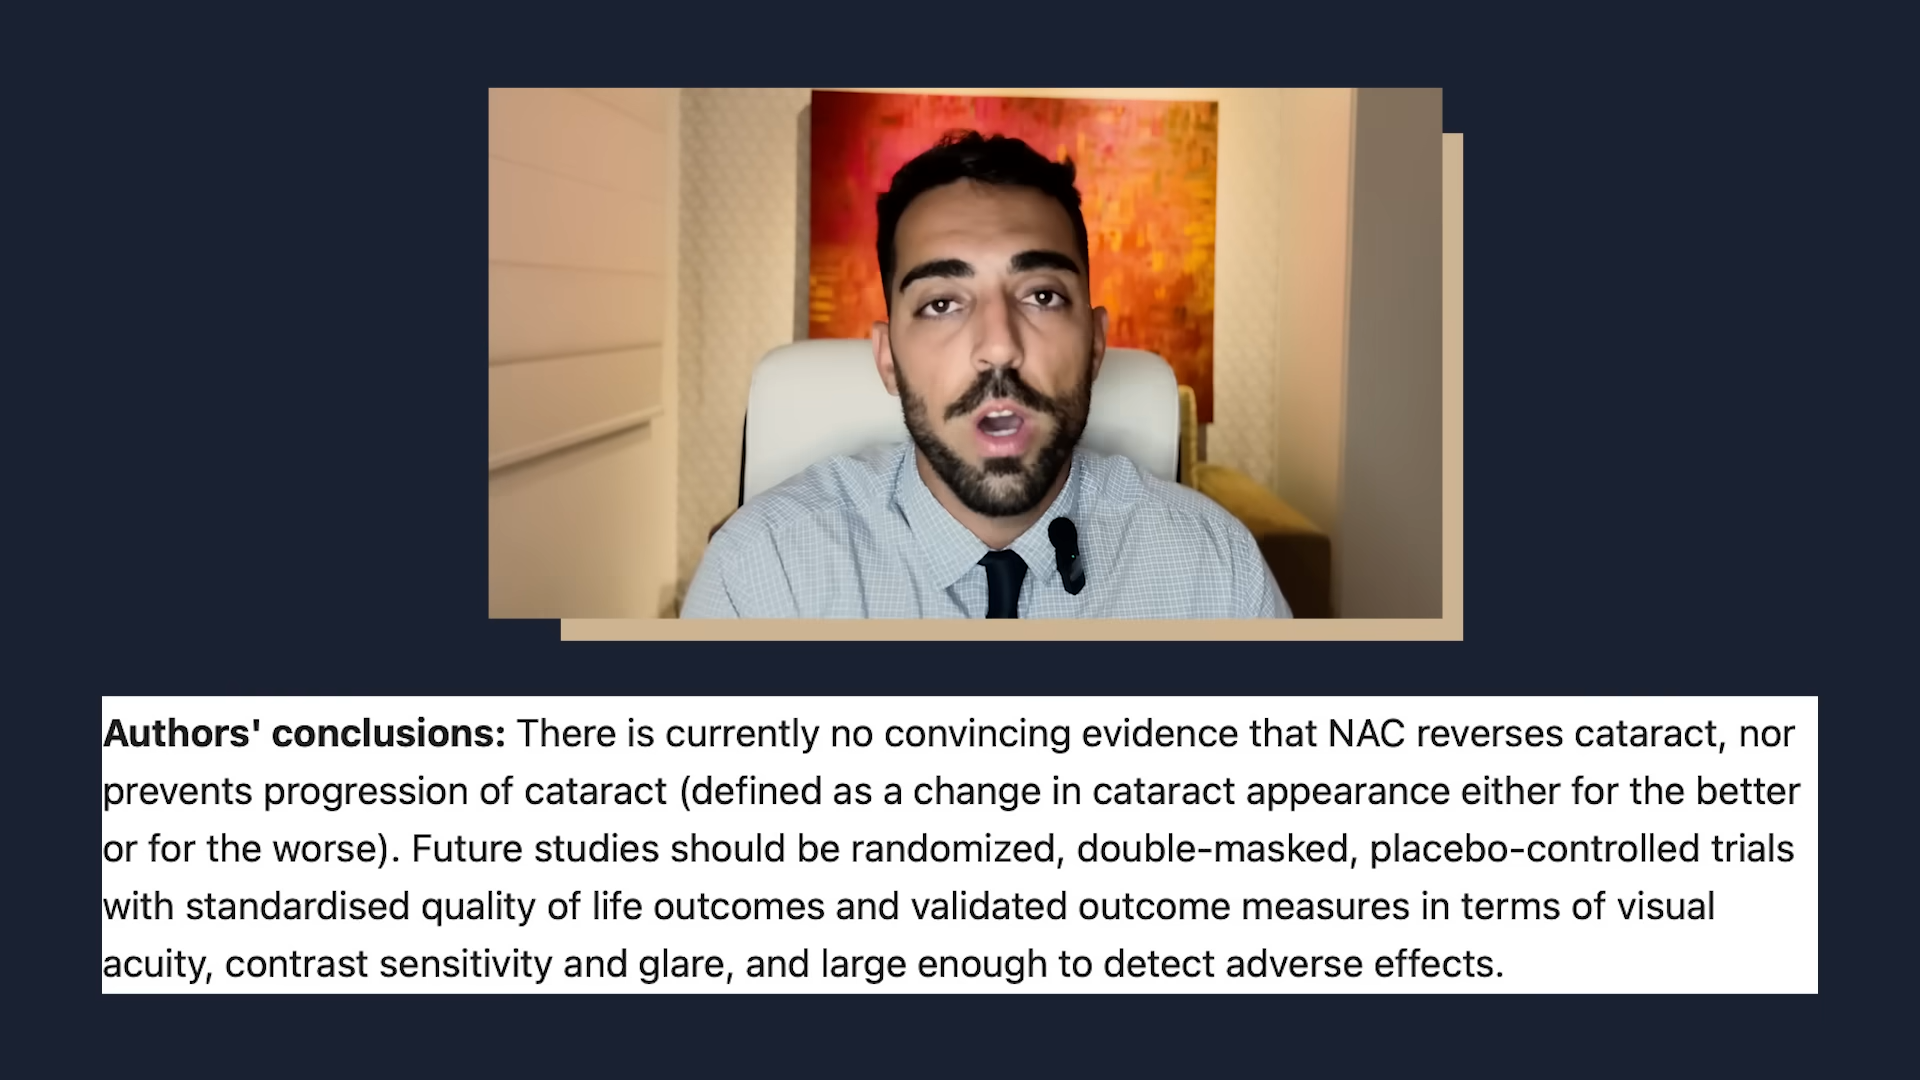 Authors' conclusions: There is currently no convincing evidence that NAC reverses cataract, nor
prevents progression of cataract (defined as a change in cataract appearance either for the better
or for the worse). Future studies should be randomized, double-masked, placebo-controlled trials
with standardised quality of life outcomes and validated outcome measures in terms of visual
acuity, contrast sensitivity and glare, and large enough to detect adverse effects.